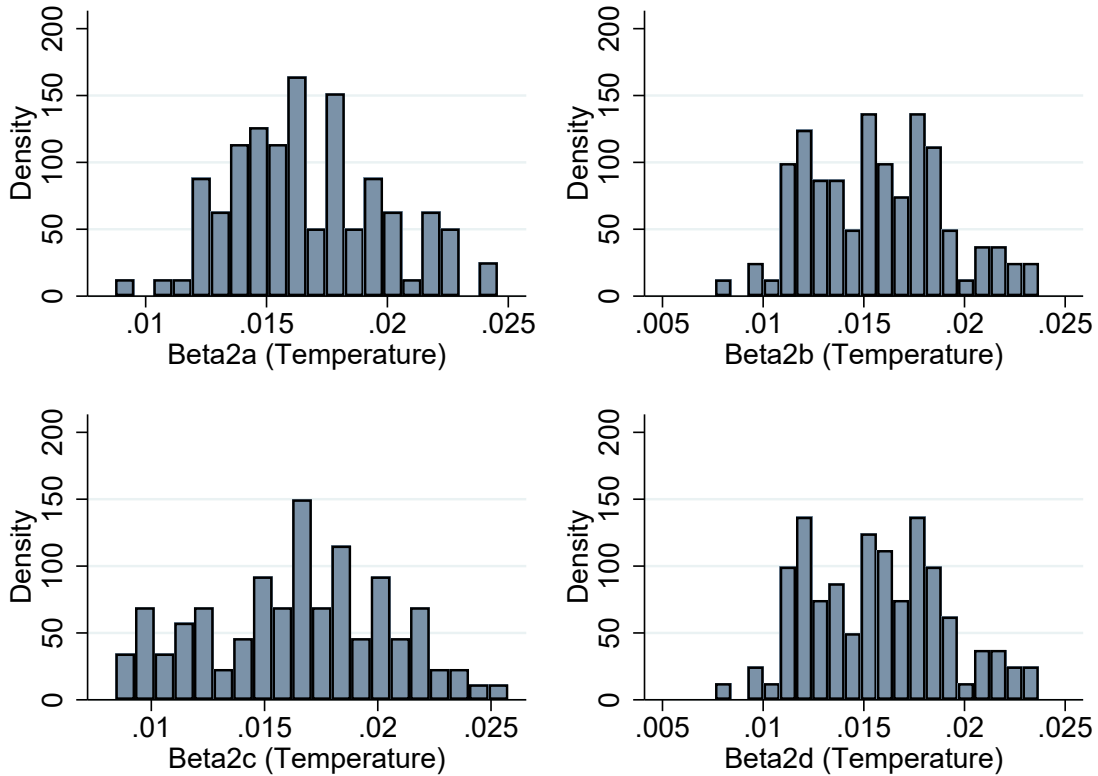 Density
0 50 100 150 200
.01 .015 .02 .025
Beta2a (Temperature)
Density
0 50 100 150 200
.005 .01 .015 .02 .025
Beta2b (Temperature)
Density
0 50 100 150 200
.01 .015 .02 .025
Beta2c (Temperature)
Density
0 50 100 150 200
.005 .01 .015 .02 .025
Beta2d (Temperature)